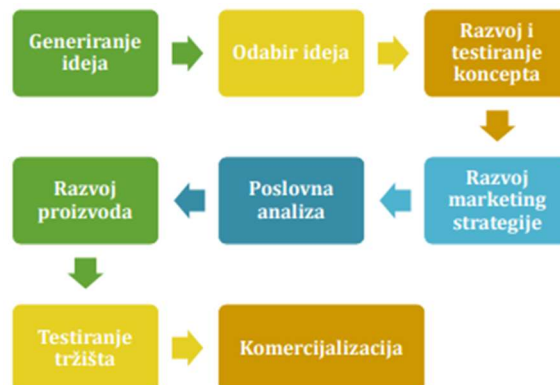 Generiranje
ideja
Odabir ideja
Razvoj i
testiranje
koncepta
Razvoj
marketing
strategije
Poslovna
analiza
Razvoj
proizvoda
Testiranje
tržišta
Komercijalizacija